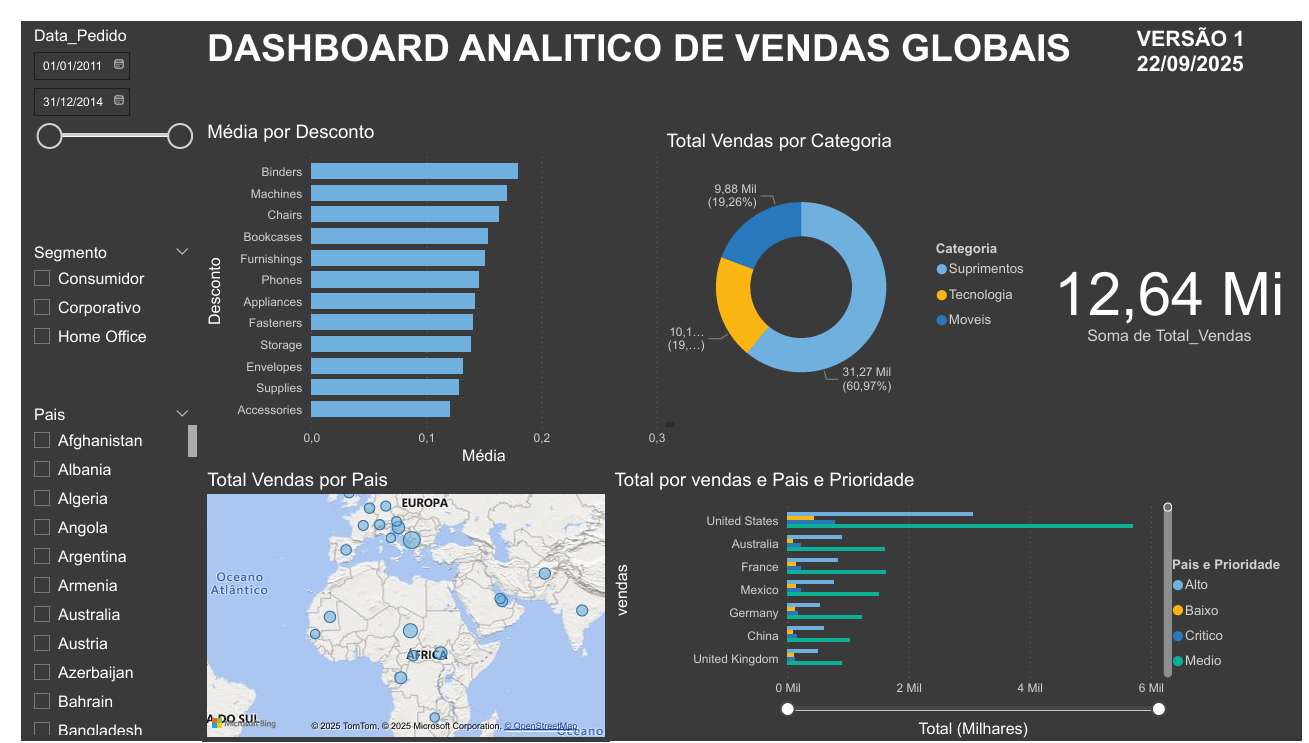 Data_Pedido
01/01/2011
31/12/2014
DASHBOARD ANALITICO DE VENDAS GLOBAIS
VERSÃO 1
22/09/2025
Segmento
Consumidor
Corporativo
Home Office
Pais
Afghanistan
Albania
Algeria
Angola
Argentina
Armenia
Australia
Austria
Azerbaijan
Bahrain
Bangladesh
Média por Desconto
Desconto
Binders
Machines
Chairs
Bookcases
Furnishings
Phones
Appliances
Fasteners
Storage
Envelopes
Supplies
Accessories
0,0
0,1
0,2
0,3
Média
Total Vendas por Categoria
9,88 Mil
(19,26%)
10,1…
(19,…)
31,27 Mil
(60,97%)
Categoria
Suprimentos
Tecnologia
Moveis
12,64 Mi
Soma de Total_Vendas
Total Vendas por Pais
EUROPA
Oceano
Atlântico
ÁFRICA
A DO SUL
Microsoft Bing
© 2025 TomTom, © 2025 Microsoft Corporation, © OpenStreetMap
Oceano
Total por vendas e Pais e Prioridade
vendas
United States
Australia
France
Mexico
Germany
China
United Kingdom
0 Mil
2 Mil
4 Mil
6 Mil
Total (Milhares)
Pais e Prioridade
Alto
Baixo
Critico
Medio